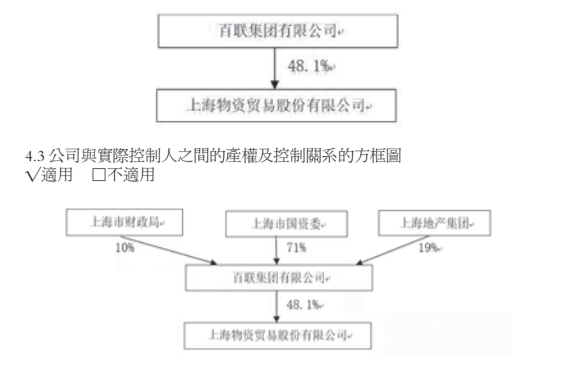 百联集团有限公司
48.1%
上海物资贸易股份有限公司
4.3 公司與實際控制人之間的產權及控制關系的方框圖
√適用 □不適用
上海市财政局 上海市国资委 上海地产集团
10% 71% 19%
百联集团有限公司
48.1%
上海物资贸易股份有限公司